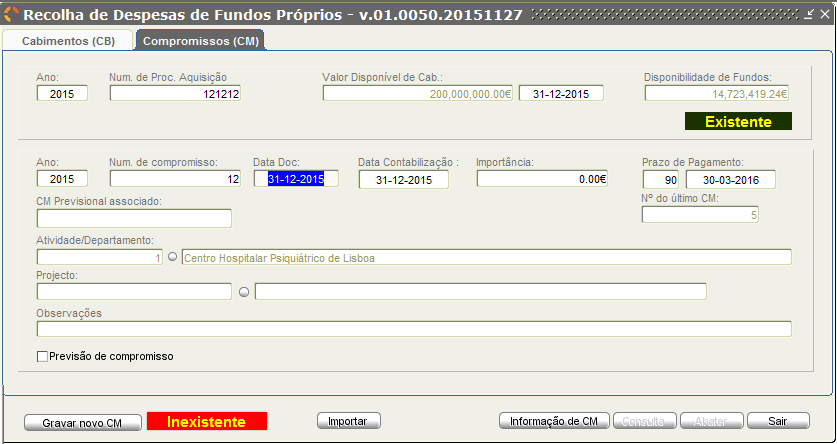 Recolha de Despesas de Fundos Próprios - v.01.0050.20151127
Cabimentos (CB) Compromissos (CM)
Ano: Num. de Proc. Aquisição Valor Disponível de Cab.: Disponibilidade de Fundos:
2015 121212 200,000,000.00€ 31-12-2015 14,723,419.24€
Existente
Ano: Num. de compromisso: Data Doc: Data Contabilização : Importância: Prazo de Pagamento:
2015 12 31-12-2015 31-12-2015 0.00€ 90 30-03-2016
CM Previsional associado: Nº do último CM:
5
Atividade/Departamento:
1 Centro Hospitalar Psiquiátrico de Lisboa
Projecto:
Observações
Previsão de compromisso
Gravar novo CM Inexistente Importar Informação de CM Consulta Abater Sair